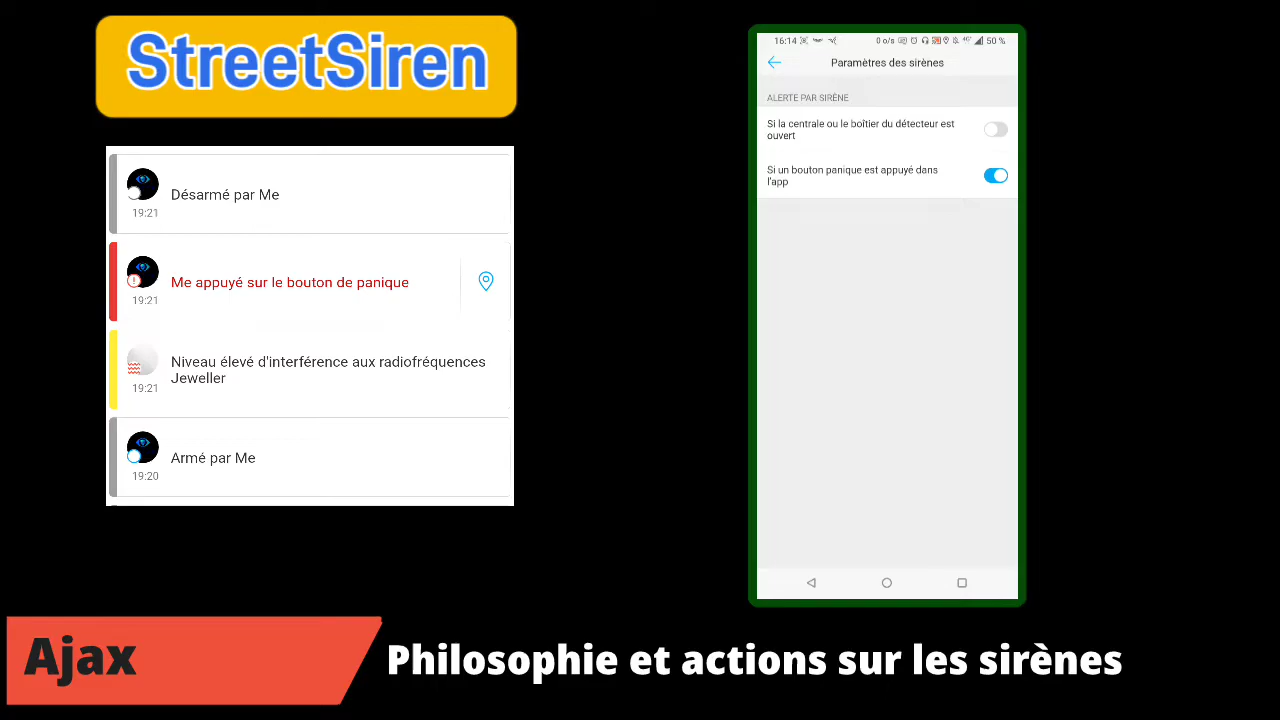 StreetSiren
Désarmé par Me
19:21
Me appuyé sur le bouton de panique
19:21
Niveau élevé d'interférence aux radiofréquences
Jeweller
19:21
Armé par Me
19:20
16:14
0 o/s
4G+
50 %
Paramètres des sirènes
ALERTE PAR SIRÈNE
Si la centrale ou le boîtier du détecteur est
ouvert
Si un bouton panique est appuyé dans
l'app
Ajax
Philosophie et actions sur les sirènes